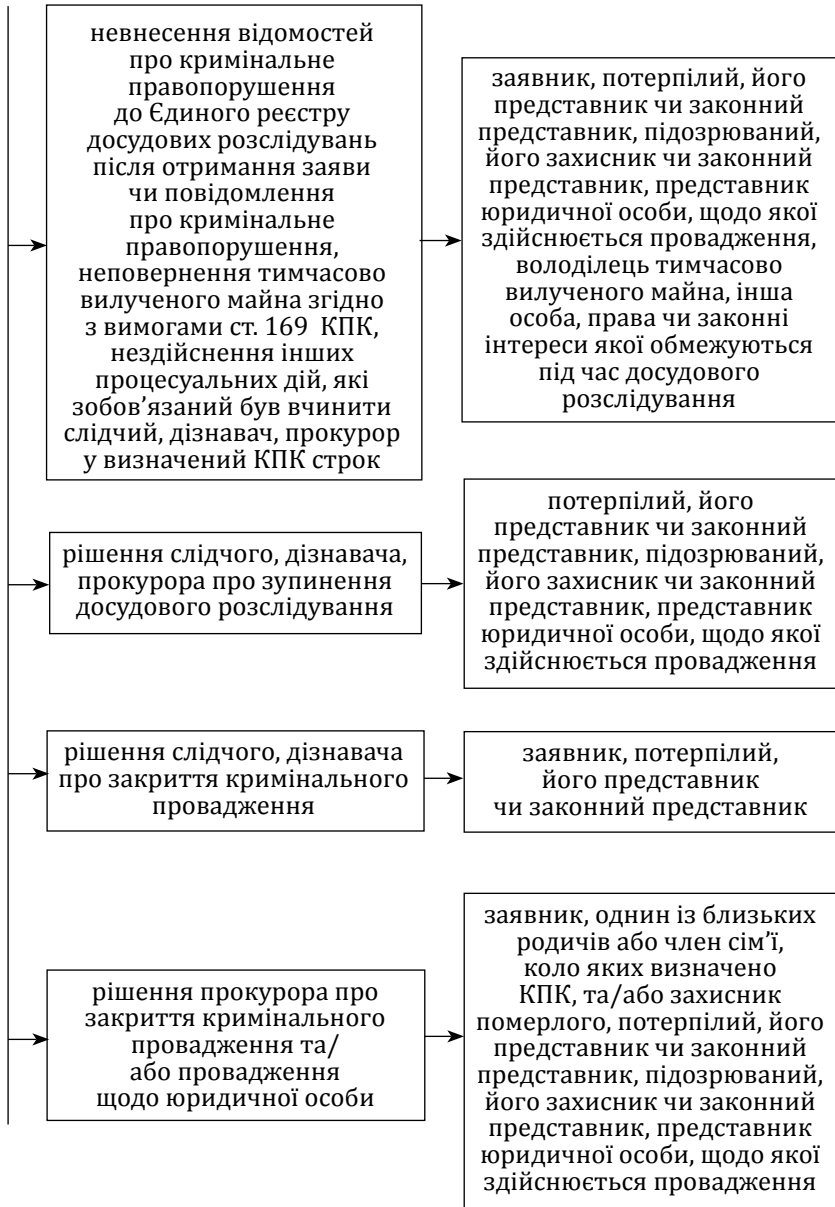 невнесення відомостей
про кримінальне
правопорушення
до Єдиного реєстру
досудових розслідувань
після отримання заяви
чи повідомлення
про кримінальне
правопорушення,
неповернення тимчасово
вилученого майна згідно
з вимогами ст. 169 КПК,
нездійснення інших
процесуальних дій, які
зобов’язаний був вчинити
слідчий, дізнавач, прокурор
у визначений КПК строк
заявник, потерпілий, його
представник чи законний
представник, підозрюваний,
його захисник чи законний
представник, представник
юридичної особи, щодо якої
здійснюється провадження,
володілець тимчасово
вилученого майна, інша
особа, права чи законні
інтереси якої обмежуються
під час досудового
розслідування
рішення слідчого, дізнавача,
прокурора про зупинення
досудового розслідування
потерпілий, його
представник чи законний
представник, підозрюваний,
його захисник чи законний
представник, представник
юридичної особи, щодо якої
здійснюється провадження
рішення слідчого, дізнавача
про закриття кримінального
провадження
заявник, потерпілий,
його представник
чи законний представник
рішення прокурора про
закриття кримінального
провадження та/
або провадження
щодо юридичної особи
заявник, однин із близьких
родичів або член сім’ї,
коло яких визначено
КПК, та/або захисник
померлого, потерпілий, його
представник чи законний
представник, підозрюваний,
його захисник чи законний
представник, представник
юридичної особи, щодо якої
здійснюється провадження